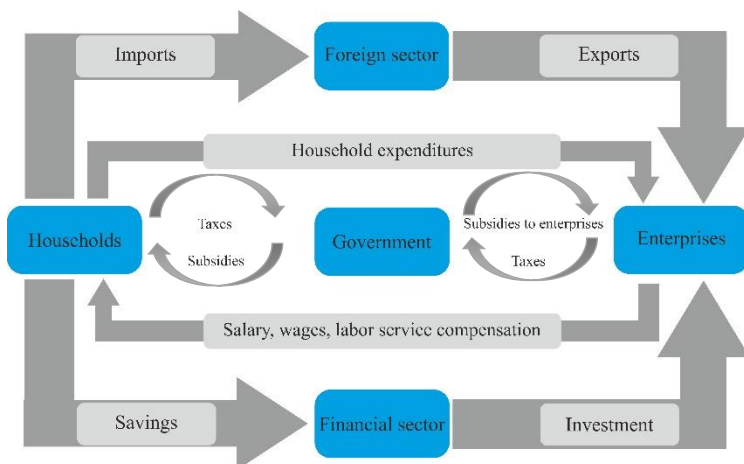 Imports
Foreign sector
Exports
Household expenditures
Taxes
Subsidies to enterprises
Households
Government
Enterprises
Subsidies
Taxes
Salary, wages, labor service compensation
Savings
Financial sector
Investment